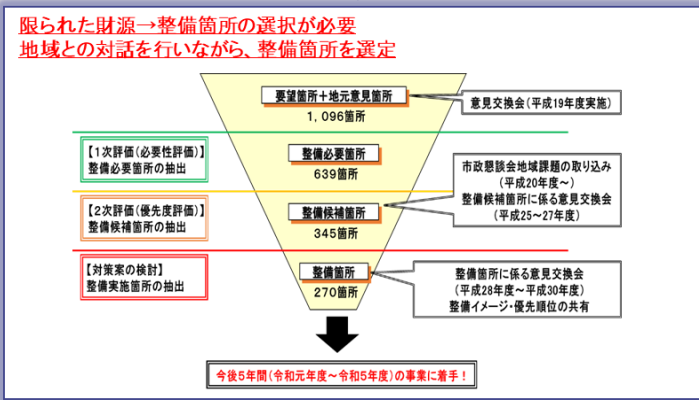 限られた財源→整備箇所の選択が必要
地域との対話を行いながら、整備箇所を選定
要望箇所＋地元意見箇所
1，096箇所
意見交換会（平成19年度実施）
【1次評価（必要性評価）】
整備必要箇所の抽出
整備必要箇所
639箇所
市政懇談会地域課題の取り込み
（平成20年度～）
整備候補箇所に係る意見交換会
（平成25～27年度）
【2次評価（優先度評価）】
整備候補箇所の抽出
整備候補箇所
345箇所
【対策案の検討】
整備実施箇所の抽出
整備箇所
270箇所
整備箇所に係る意見交換会
（平成28年度～平成30年度）
整備イメージ・優先順位の共有
今後5年間（令和元年度～令和5年度）の事業に着手！